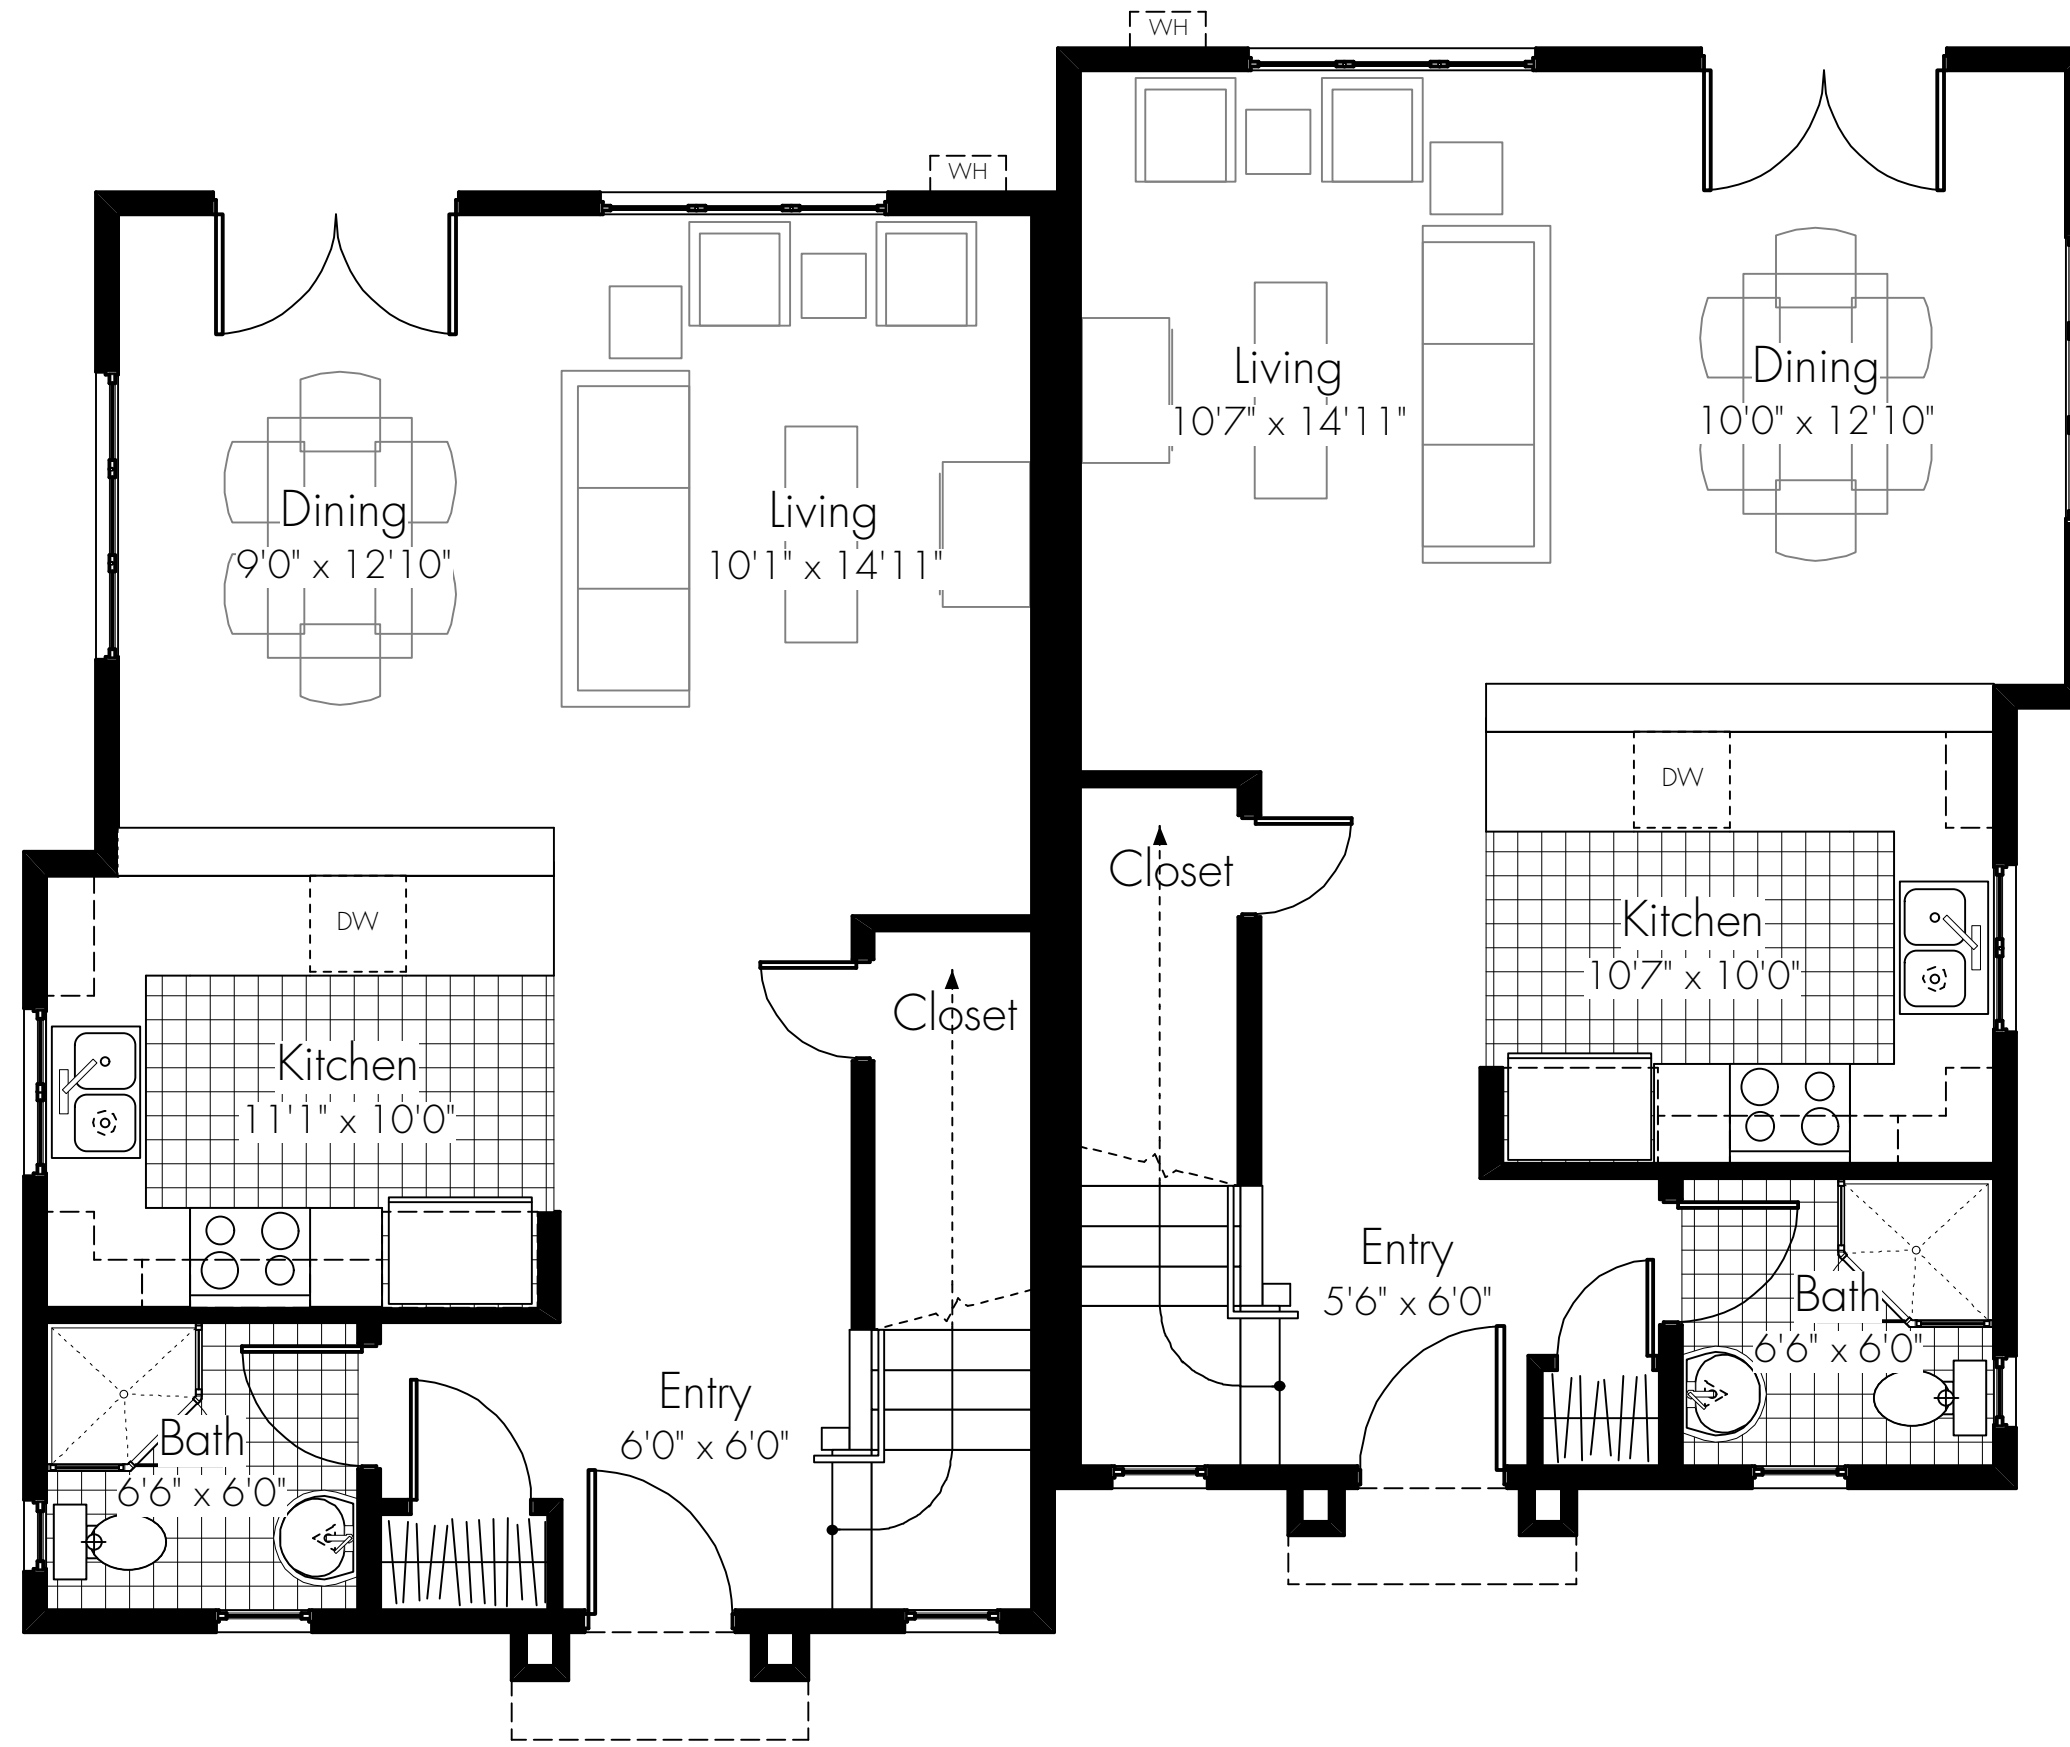 WH
WH
Living
10'7" x 14'11"
Dining
10'0" x 12'10"
Dining
9'0" x 12'10"
Living
10'1" x 14'11"
DW
Closet
Kitchen
10'7" x 10'0"
DW
Closet
Kitchen
11'1" x 10'0"
Entry
5'6" x 6'0"
Bath
6'6" x 6'0"
Entry
6'0" x 6'0"
Bath
6'6" x 6'0"